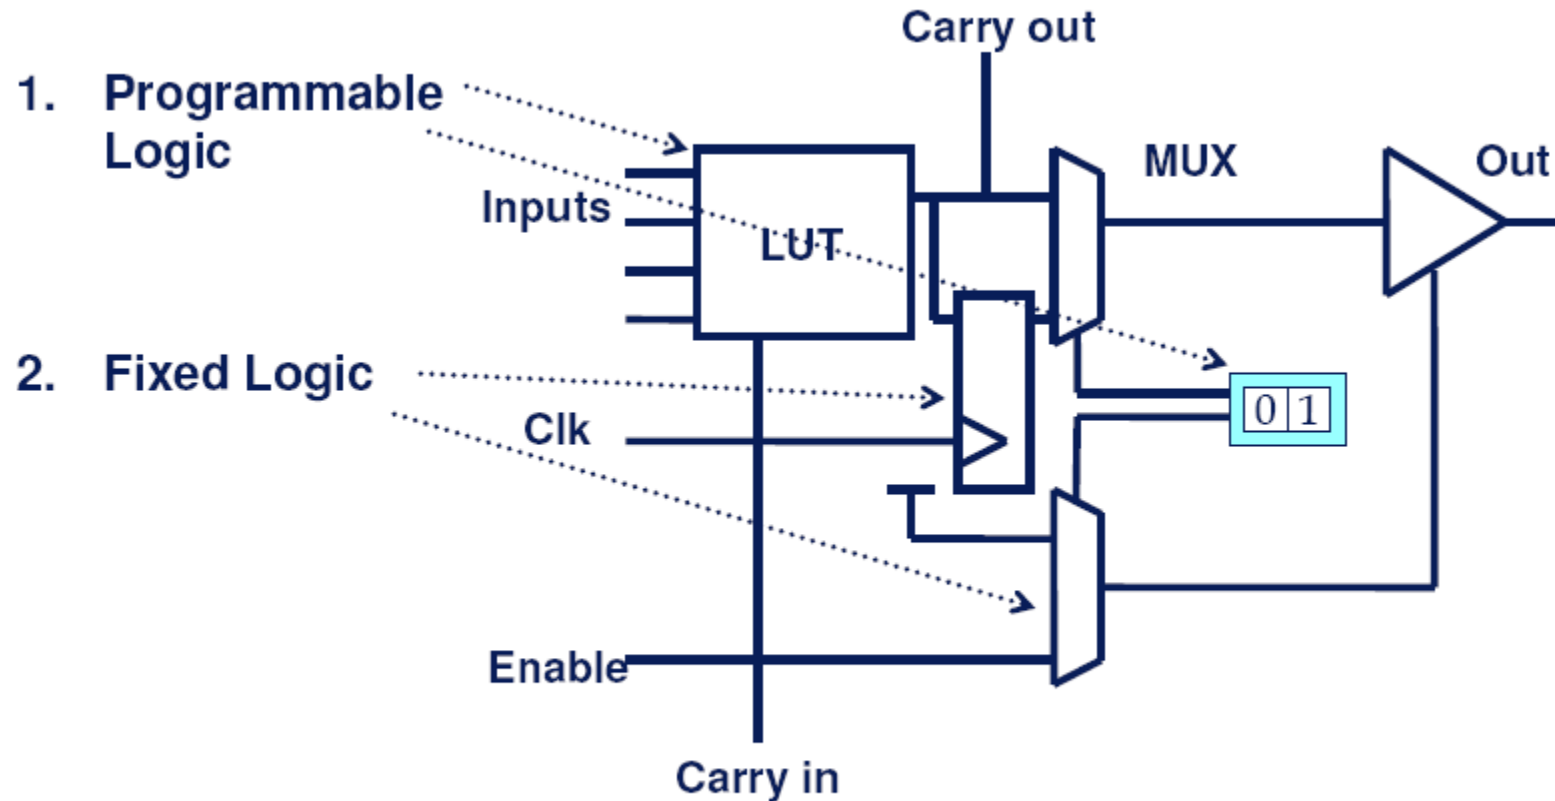 Carry out
1. Programmable
Logic
MUX
Out
Inputs
LUT
2. Fixed Logic
0 1
Clk
Enable
Carry in